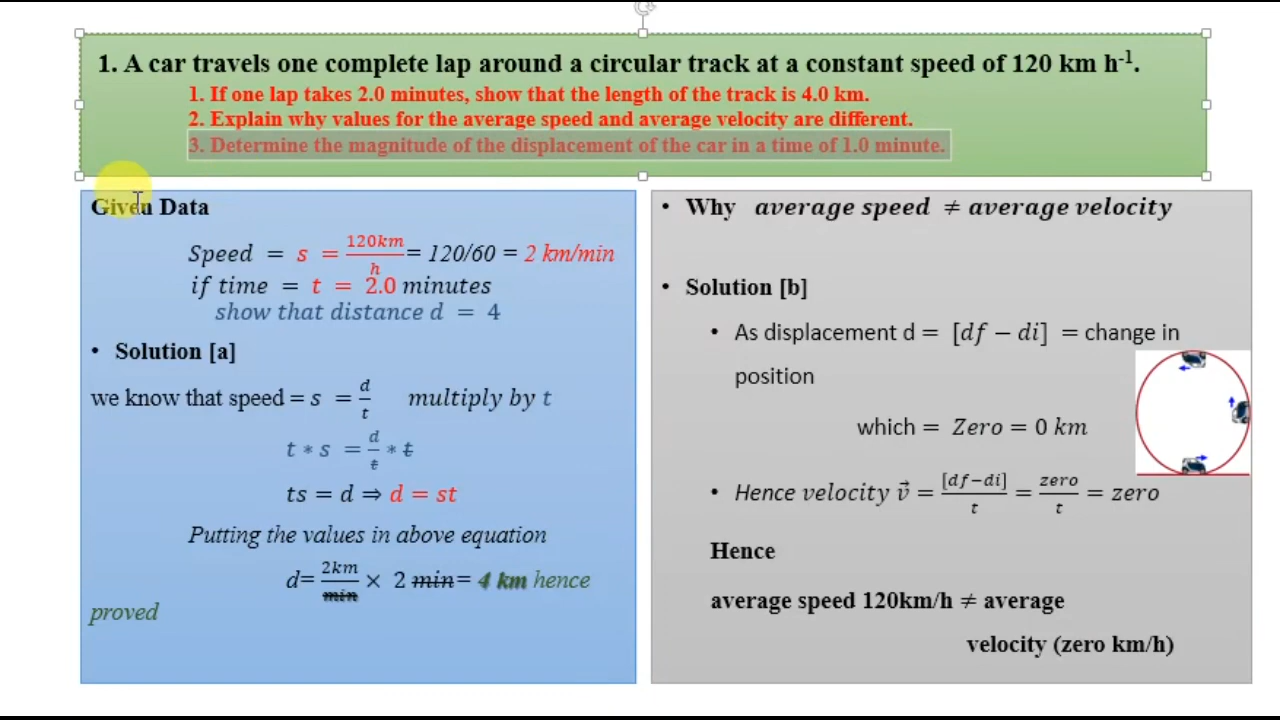 1. A car travels one complete lap around a circular track at a constant speed of 120 km h⁻¹.
1. If one lap takes 2.0 minutes, show that the length of the track is 4.0 km.
2. Explain why values for the average speed and average velocity are different.
3. Determine the magnitude of the displacement of the car in a time of 1.0 minute.
Given Data
Speed = s = 120km/h = 120/60 = 2 km/min
if time = t = 2.0 minutes
show that distance d = 4
• Solution [a]
we know that speed = s = d/t multiply by t
t * s = d/t * t
ts = d ⇒ d = st
Putting the values in above equation
d= 2km/min × 2 min= 4 km hence
proved
• Why average speed ≠ average velocity
• Solution [b]
• As displacement d = [df − di] = change in
position
which = Zero = 0 km
• Hence velocity v⃗ = [df−di]/t = zero/t = zero
Hence
average speed 120km/h ≠ average
velocity (zero km/h)